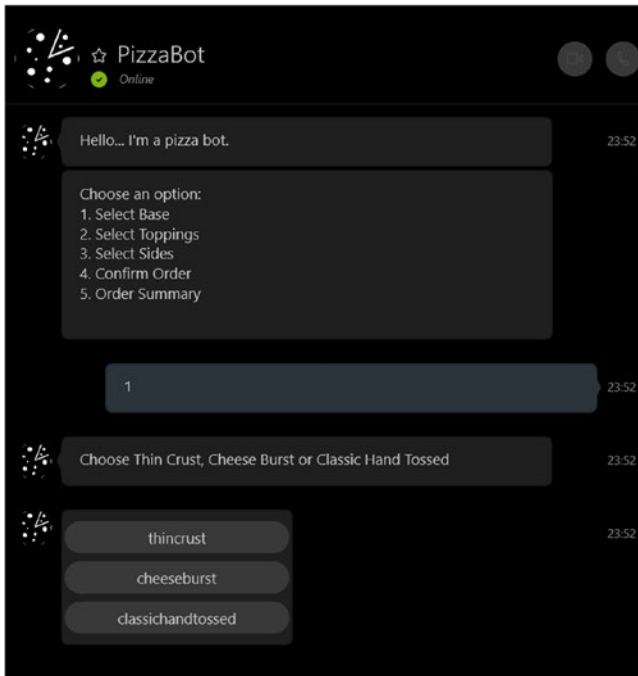 PizzaBot
Online
Hello... I'm a pizza bot.
23:52
Choose an option:
1. Select Base
2. Select Toppings
3. Select Sides
4. Confirm Order
5. Order Summary
1
23:52
Choose Thin Crust, Cheese Burst or Classic Hand Tossed
23:52
thincrust
23:52
cheeseburst
classichandtossed